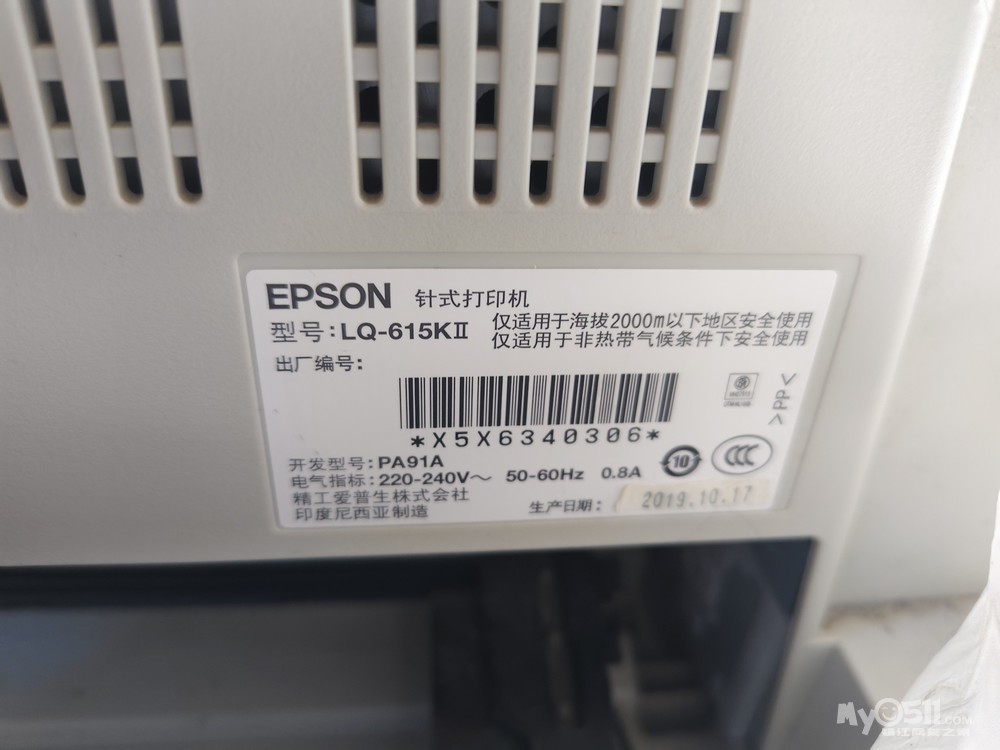 EPSON 针式打印机
型号:LQ-615KⅡ
仅适用于海拔2000m以下地区安全使用
仅适用于非热带气候条件下安全使用
出厂编号:
*X5X6340306*
>PP<
开发型号:PA91A
电气指标:220-240V～ 50-60Hz 0.8A
10
CCC
精工爱普生株式会社
印度尼西亚制造
生产日期: 2019.10.17
My0511.COM